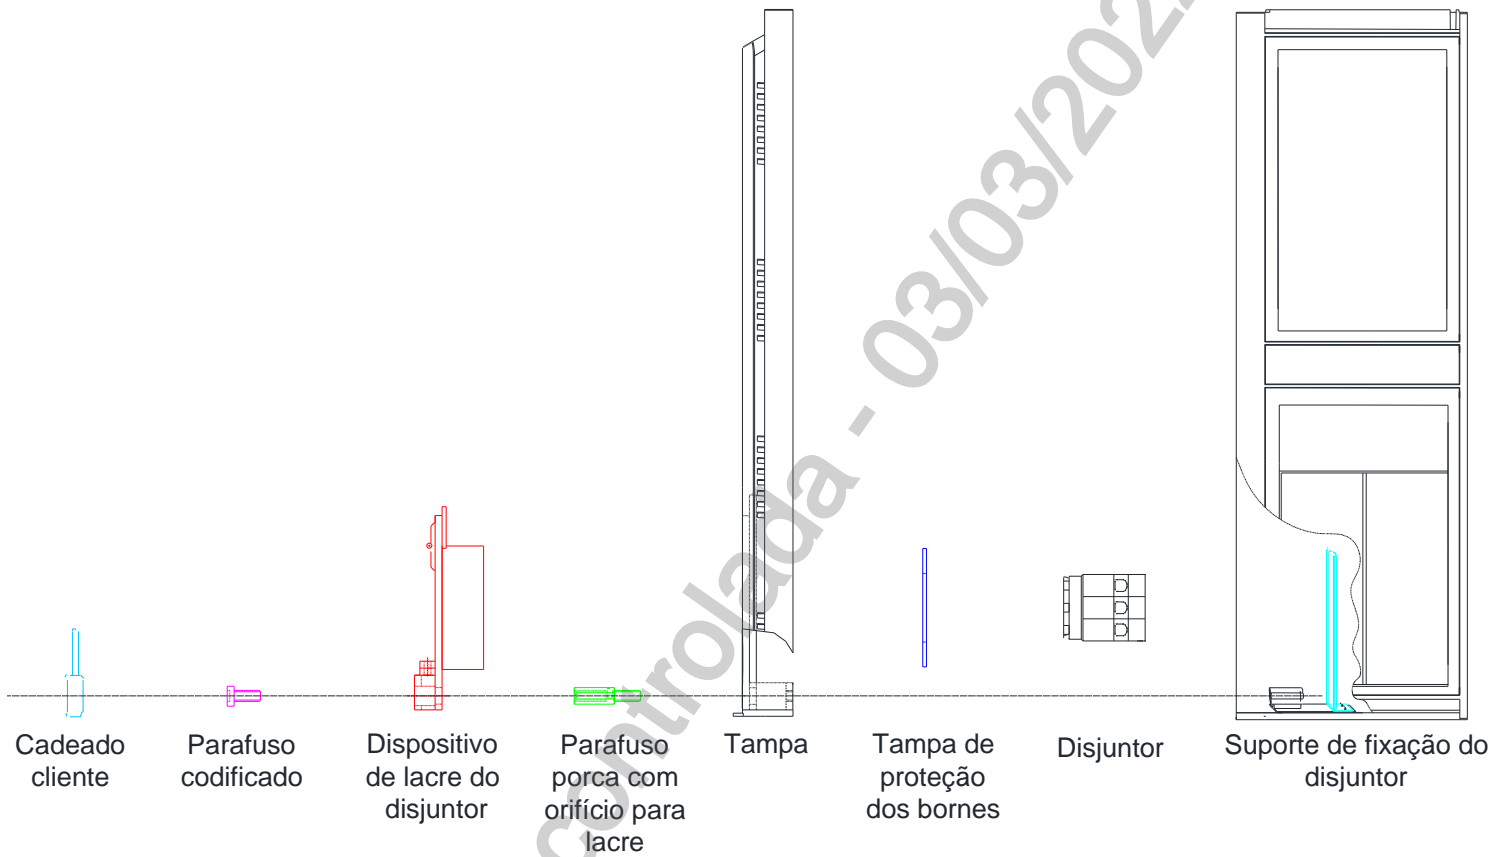 controlada - 03/03/202
Cadeado
cliente
Parafuso
codificado
Dispositivo
de lacre do
disjuntor
Parafuso
porca com
orifício para
lacre
Tampa
Tampa de
proteção
dos bornes
Disjuntor
Suporte de fixação do
disjuntor